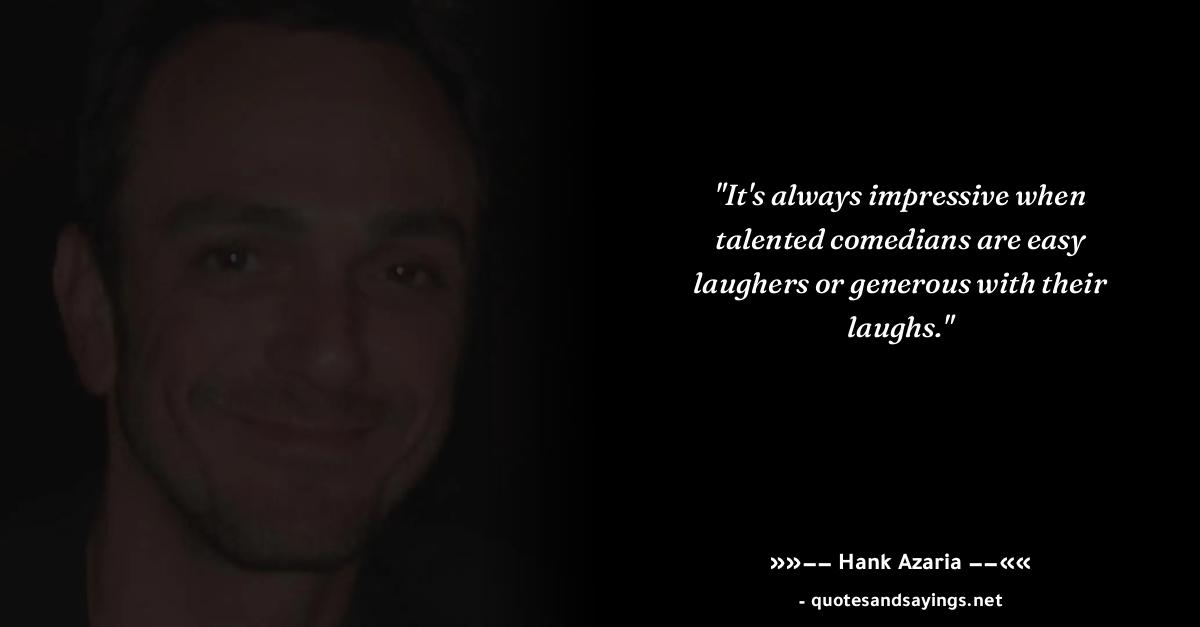 "It's always impressive when
talented comedians are easy
laughers or generous with their
laughs."
»»–– Hank Azaria ––««
- quotesandsayings.net